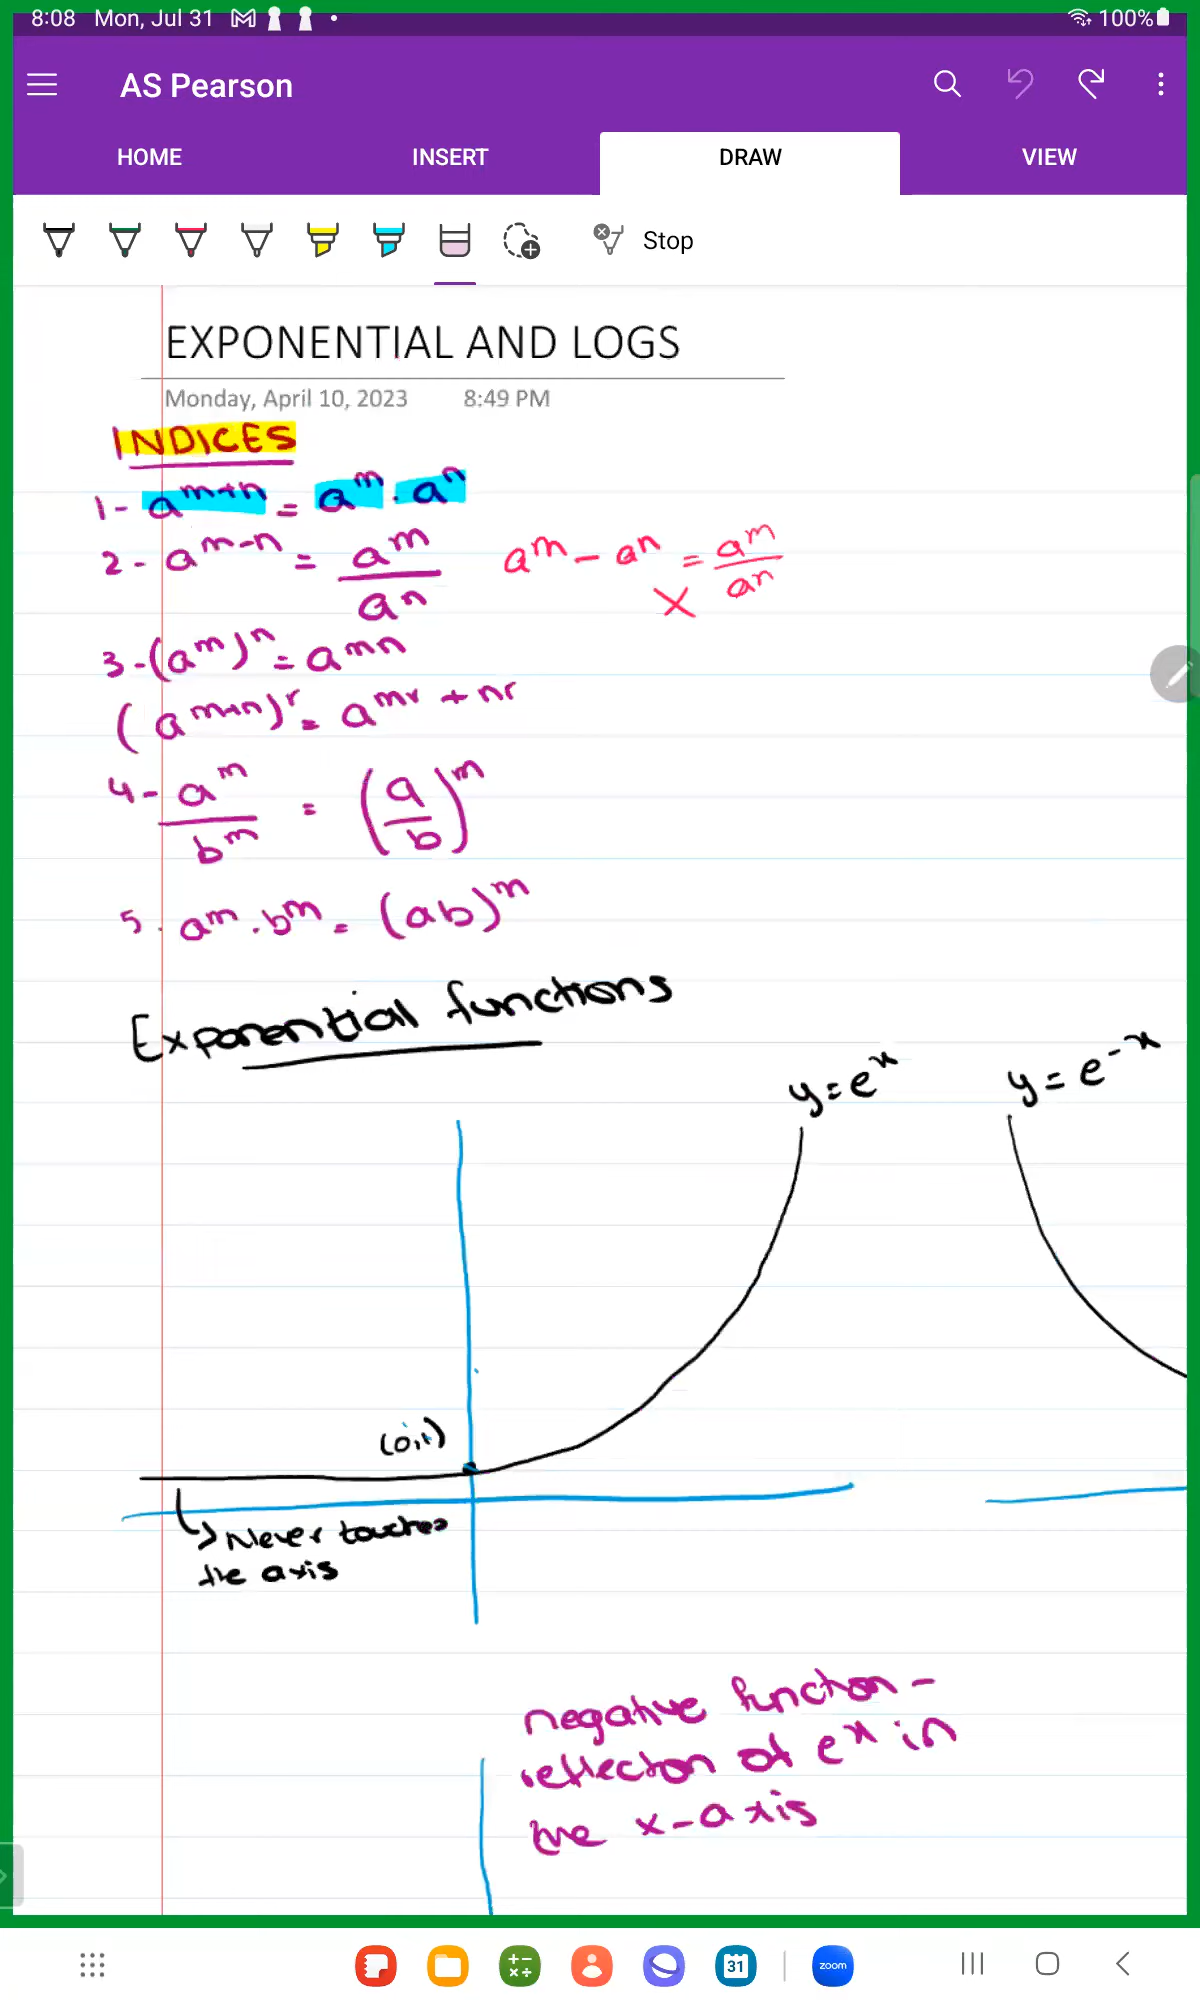 8:08 Mon, Jul 31 100%
AS Pearson
HOME INSERT DRAW VIEW
Stop
EXPONENTIAL AND LOGS
Monday, April 10, 2023 8:49 PM
INDICES
1- a^(m+n) = a^m . a^n
2- a^(m-n) = a^m / a^n a^m - a^n = a^m / a^n X
3- (a^m)^n = a^(mn)
(a^(m+n))^r = a^(mr + nr)
4- a^m / b^m = (a/b)^m
5. a^m . b^m = (ab)^m
Exponential functions
y=e^x y=e^-x
(0,1)
Never touches
the axis
negative function -
reflection of e^x in
the x-axis
31 zoom